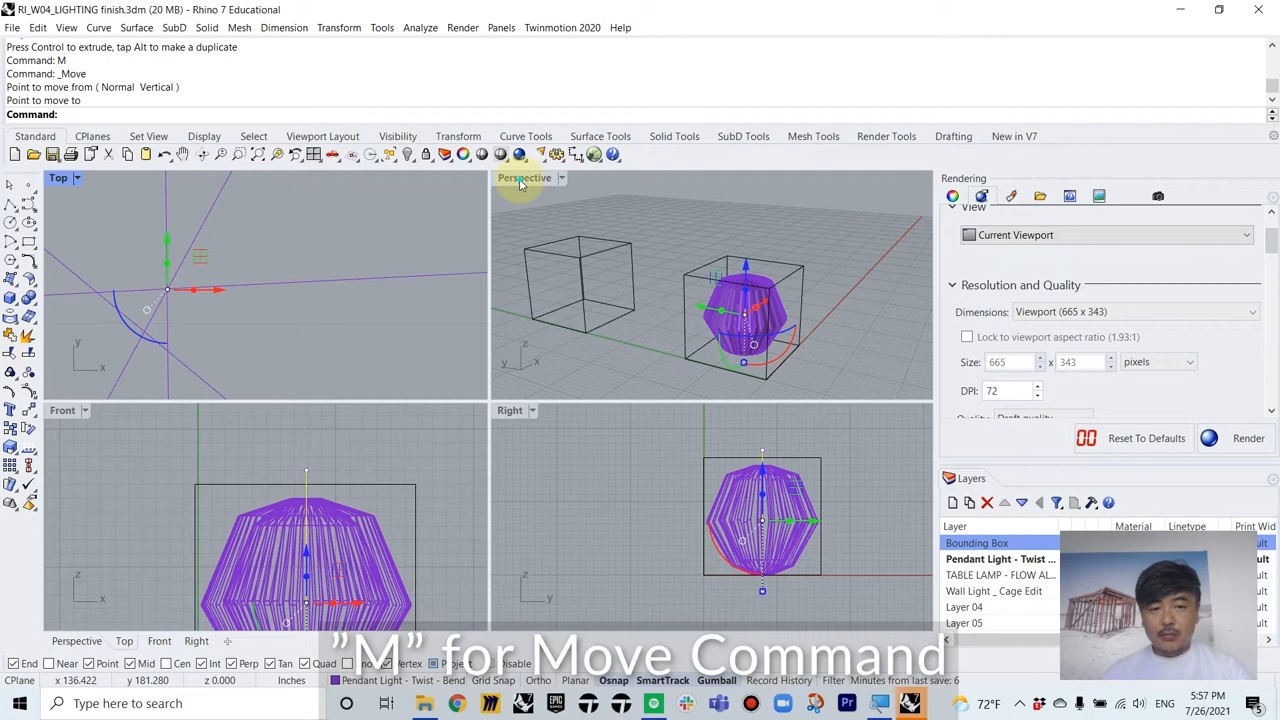 RI_W04_LIGHTING finish.3dm (20 MB) - Rhino 7 Educational
File Edit View Curve Surface Solid SubD Mesh Dimension Transform Tools Analyze Render Panels Twinmotion 2020 Help
Press Control to extrude, tap Alt to make a duplicate
Command: M
Command: _Move
Point to move from ( Normal Vertical )
Point to move to
Command:
Standard CPlanes Set View Display Select Viewport Layout Visibility Transform Curve Tools Surface Tools Solid Tools SubD Tools Mesh Tools Render Tools Drafting New in V7
Top
Perspective
Rendering
View
Current Viewport
Resolution and Quality
Dimensions: Viewport (665 x 343)
Lock to viewport aspect ratio (1.93:1)
Size: 665 x 343 pixels
DPI: 72
Reset To Defaults Render
y
x
y z x
Front
Right
z
x
z
y
Layers
Layer Material Linetype Print Wid
Bounding Box
Pendant Light - Twist ...
TABLE LAMP - FLOW AL...
Wall Light _ Cage Edit
Layer 04
Layer 05
Perspective Top Front Right
"M" for Move Command
End Near Point Mid Cen Int Perp Tan Quad Knot Vertex Project Disable
CPlane x 136.422 y 181.280 z 0.000 Inches Pendant Light - Twist - Bend Grid Snap Ortho Planar Osnap SmartTrack Gumball Record History Filter Minutes from last save: 6
Type here to search
72°F
ENG
5:57 PM
7/26/2021